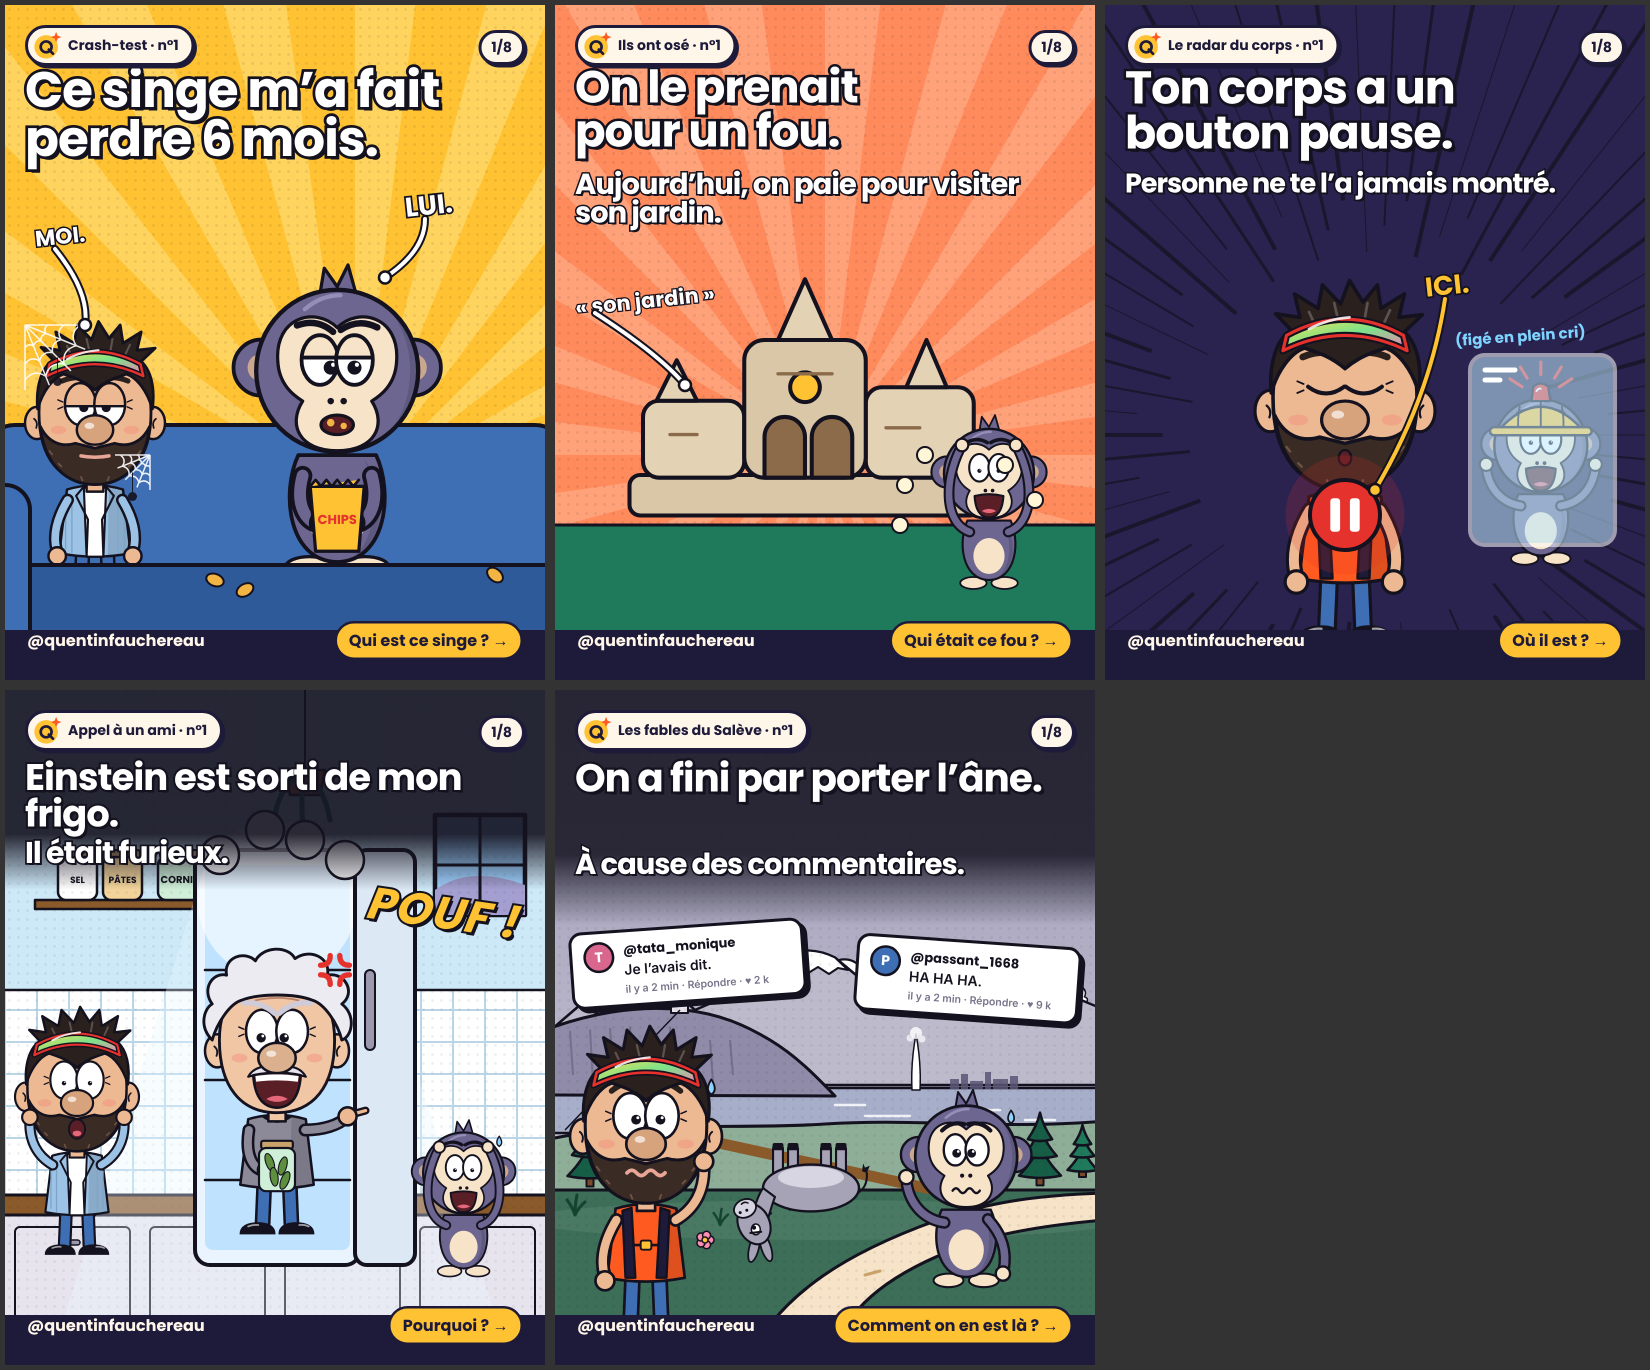 Crash-test · n°1
1/8
Ce singe m’a fait
perdre 6 mois.
LUI.
MOI.
CHIPS
@quentinfauchereau
Qui est ce singe ? →
Ils ont osé · n°1
1/8
On le prenait
pour un fou.
Aujourd’hui, on paie pour visiter
son jardin.
« son jardin »
@quentinfauchereau
Qui était ce fou ? →
Le radar du corps · n°1
1/8
Ton corps a un
bouton pause.
Personne ne te l’a jamais montré.
ICI.
(figé en plein cri)
@quentinfauchereau
Où il est ? →
Appel à un ami · n°1
1/8
Einstein est sorti de mon
frigo.
Il était furieux.
SEL
PÂTES
CORNI
POUF !
@quentinfauchereau
Pourquoi ? →
Les fables du Salève · n°1
1/8
On a fini par porter l’âne.
À cause des commentaires.
T
@tata_monique
Je l’avais dit.
il y a 2 min · Répondre · ♥ 2 k
P
@passant_1668
HA HA HA.
il y a 2 min · Répondre · ♥ 9 k
@quentinfauchereau
Comment on en est là ? →